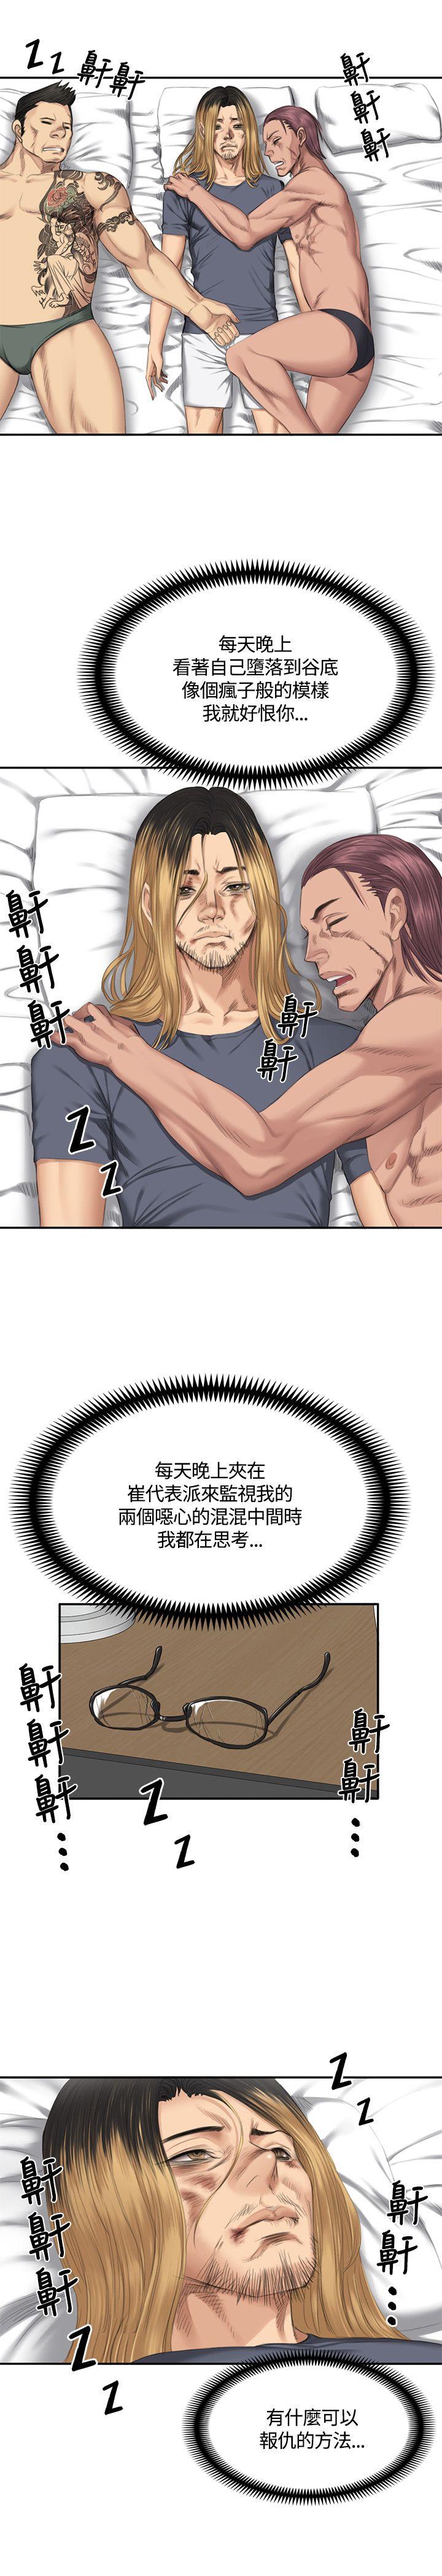 Z
Z
鼾
鼾
鼾
鼾
鼾
每天晚上
看著自己墮落到谷底
像個瘋子般的模樣
我就好恨你...
鼾
鼾
鼾
鼾
鼾
Z
Z
每天晚上夾在
崔代表派來監視我的
兩個噁心的混混中間時
我都在思考...
鼾
鼾
鼾
...
鼾
鼾
...
Z
Z
Z
Z
鼾
鼾
鼾
鼾
鼾
...
Z
Z
有什麼可以
報仇的方法...